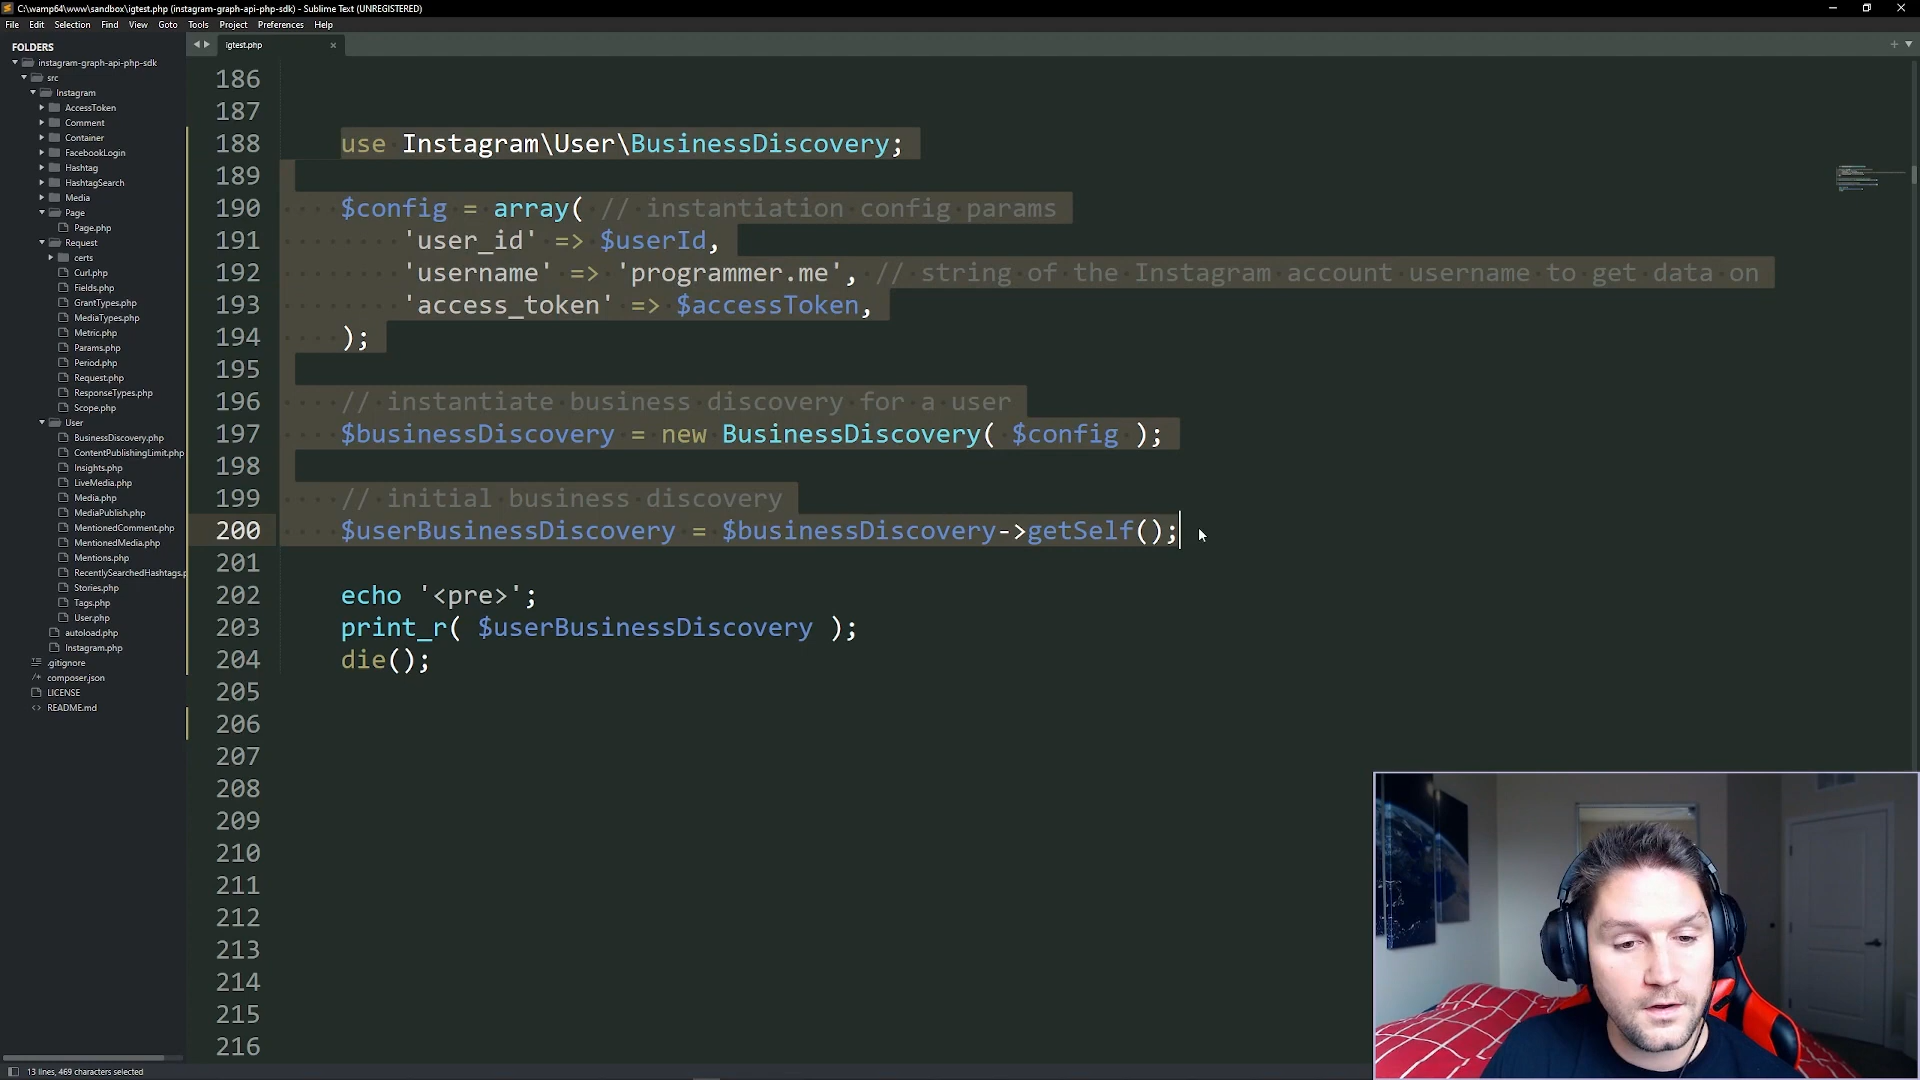 C:\wamp64\www\sandbox\igtest.php (instagram-graph-api-php-sdk) - Sublime Text (UNREGISTERED)
File Edit Selection Find View Goto Tools Project Preferences Help
FOLDERS
instagram-graph-api-php-sdk
src
Instagram
AccessToken
Comment
Container
FacebookLogin
Hashtag
HashtagSearch
Media
Page
Page.php
Request
certs
Curl.php
Fields.php
GrantTypes.php
MediaTypes.php
Metric.php
Params.php
Period.php
Request.php
ResponseTypes.php
Scope.php
User
BusinessDiscovery.php
ContentPublishingLimit.php
Insights.php
LiveMedia.php
Media.php
MediaPublish.php
MentionedComment.php
MentionedMedia.php
Mentions.php
RecentlySearchedHashtags.p
Stories.php
Tags.php
User.php
autoload.php
Instagram.php
.gitignore
composer.json
LICENSE
README.md
igtest.php
186
187
188 use Instagram\User\BusinessDiscovery;
189
190 $config = array( // instantiation config params
191 'user_id' => $userId,
192 'username' => 'programmer.me', // string of the Instagram account username to get data on
193 'access_token' => $accessToken,
194 );
195
196 // instantiate business discovery for a user
197 $businessDiscovery = new BusinessDiscovery( $config );
198
199 // initial business discovery
200 $userBusinessDiscovery = $businessDiscovery->getSelf();
201
202 echo '<pre>';
203 print_r( $userBusinessDiscovery );
204 die();
205
206
207
208
209
210
211
212
213
214
215
216
13 lines, 469 characters selected